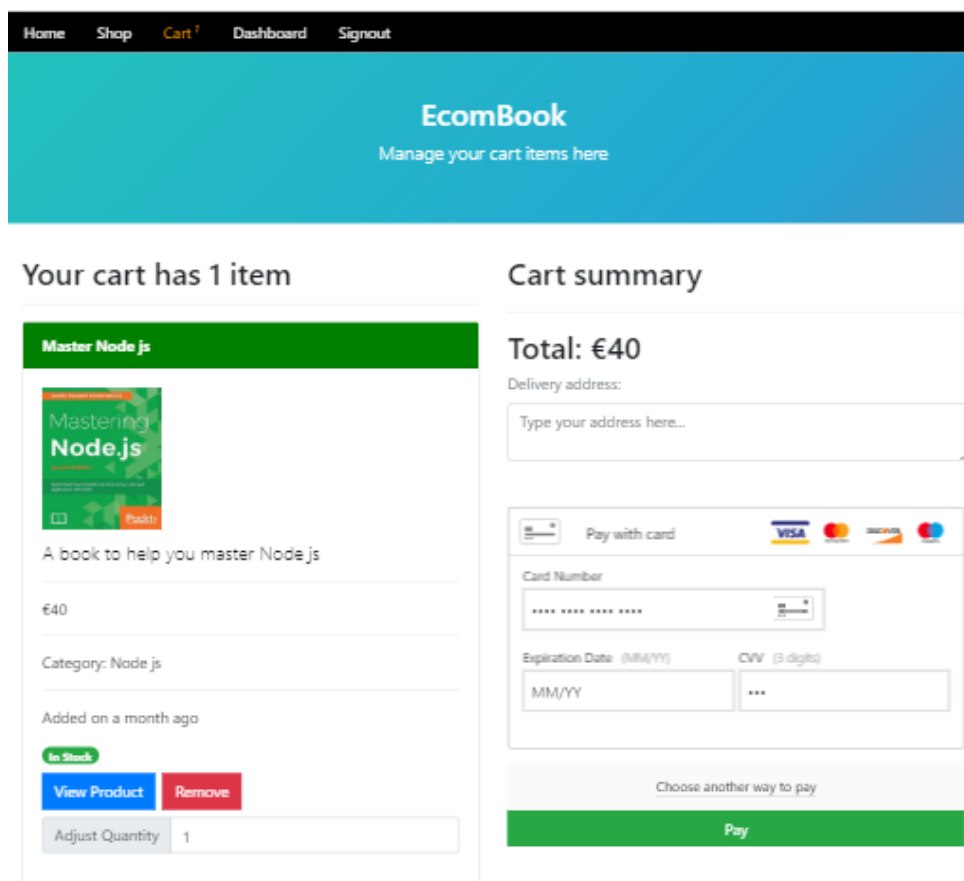 Home Shop Cart 1 Dashboard Signout
EcomBook
Manage your cart items here
Your cart has 1 item
Master Node js
Mastering
Node.js
Packt>
A book to help you master Node js
€40
Category: Node js
Added on a month ago
In Stock
View Product Remove
Adjust Quantity 1
Cart summary
Total: €40
Delivery address:
Type your address here...
Pay with card VISA DISCOVER
Card Number
•••• •••• •••• ••••
Expiration Date (MM/YY) CVV (3 digits)
MM/YY •••
Choose another way to pay
Pay